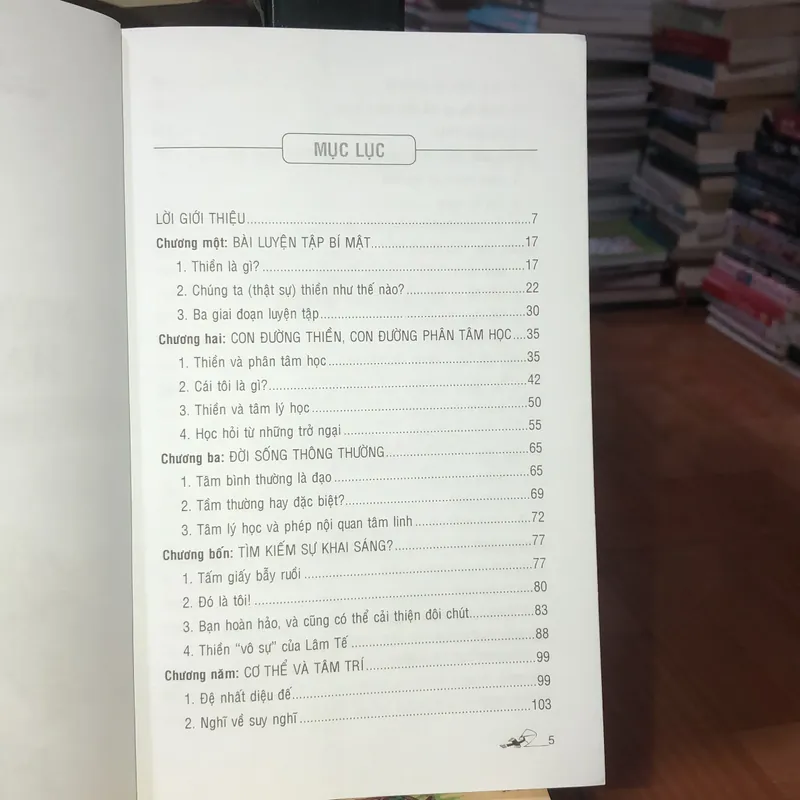 MỤC LỤC
LỜI GIỚI THIỆU....................7
Chương một: BÀI LUYỆN TẬP BÍ MẬT....................17
1. Thiền là gì?....................17
2. Chúng ta (thật sự) thiền như thế nào?....................22
3. Ba giai đoạn luyện tập....................30
Chương hai: CON ĐƯỜNG THIỀN, CON ĐƯỜNG PHÂN TÂM HỌC....35
1. Thiền và phân tâm học....................35
2. Cái tôi là gì?....................42
3. Thiền và tâm lý học....................50
4. Học hỏi từ những trở ngại....................55
Chương ba: ĐỜI SỐNG THÔNG THƯỜNG....................65
1. Tâm bình thường là đạo....................65
2. Tầm thường hay đặc biệt?....................69
3. Tâm lý học và phép nội quan tâm linh....................72
Chương bốn: TÌM KIẾM SỰ KHAI SÁNG?....................77
1. Tấm giấy bẫy ruồi....................77
2. Đó là tôi!....................80
3. Bạn hoàn hảo, và cũng có thể cải thiện đôi chút....................83
4. Thiền "vô sự" của Lâm Tế....................88
Chương năm: CƠ THỂ VÀ TÂM TRÍ....................99
1. Đệ nhất diệu đế....................99
2. Nghĩ về suy nghĩ....................103
5